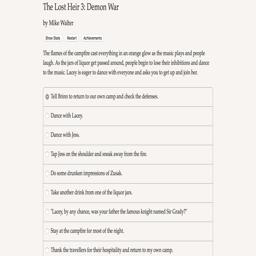 The Lost Heir 3: Demon War
by Mike Walter
Show Stats Restart Achievements
The flames of the campfire cast everything in an orange glow as the music plays and people
laugh. As the jars of liquor get passed around, people begin to lose their inhibitions and dance
to the music. Lacey is eager to dance with everyone and asks you to get up and join her.
Tell Brinn to return to our own camp and check the defenses.
Dance with Lacey.
Dance with Jess.
Tap Jess on the shoulder and sneak away from the fire.
Do some drunken impressions of Zusak.
Take another drink from one of the liquor jars.
"Lacey, by any chance, was your father the famous knight named Sir Grady?"
Stay at the campfire for most of the night.
Thank the travellers for their hospitality and return to my own camp.